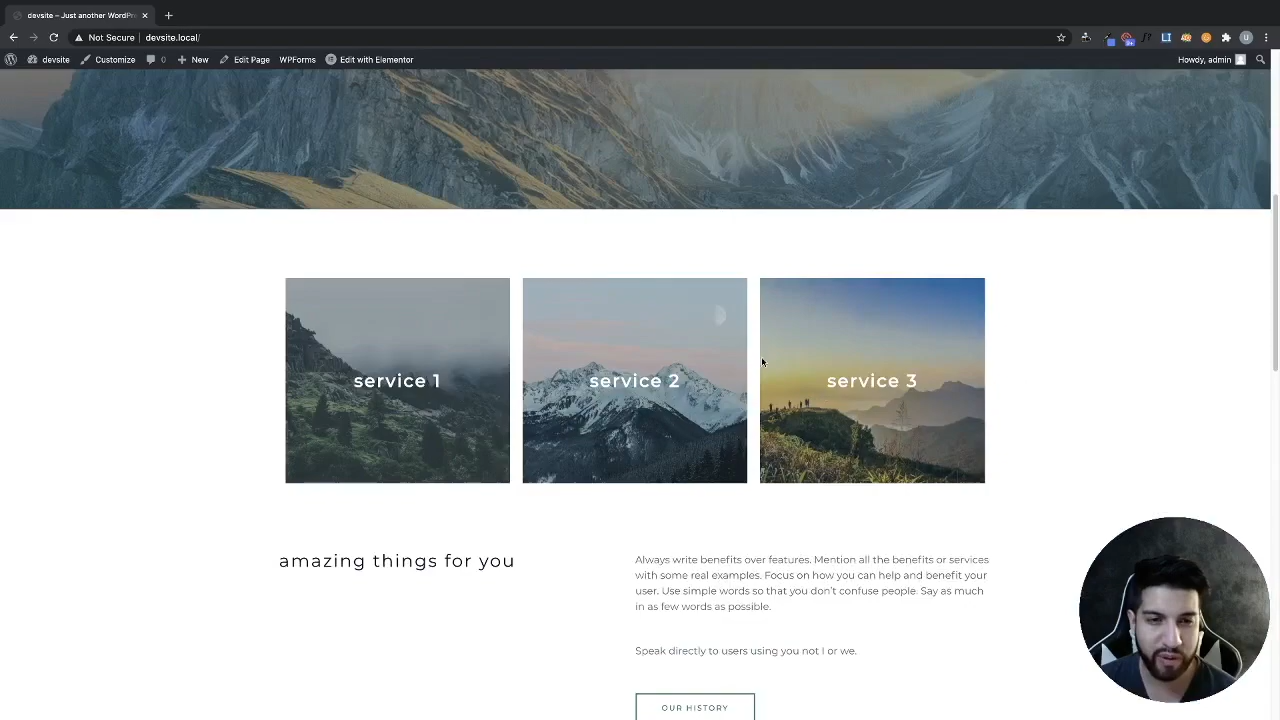 devsite – Just another WordPr
Not Secure devsite.local/
devsite Customize 0 New Edit Page WPForms Edit with Elementor Howdy, admin
service 1 service 2 service 3
amazing things for you
Always write benefits over features. Mention all the benefits or services
with some real examples. Focus on how you can help and benefit your
user. Use simple words so that you don't confuse people. Say as much
in as few words as possible.
Speak directly to users using you not I or we.
OUR HISTORY